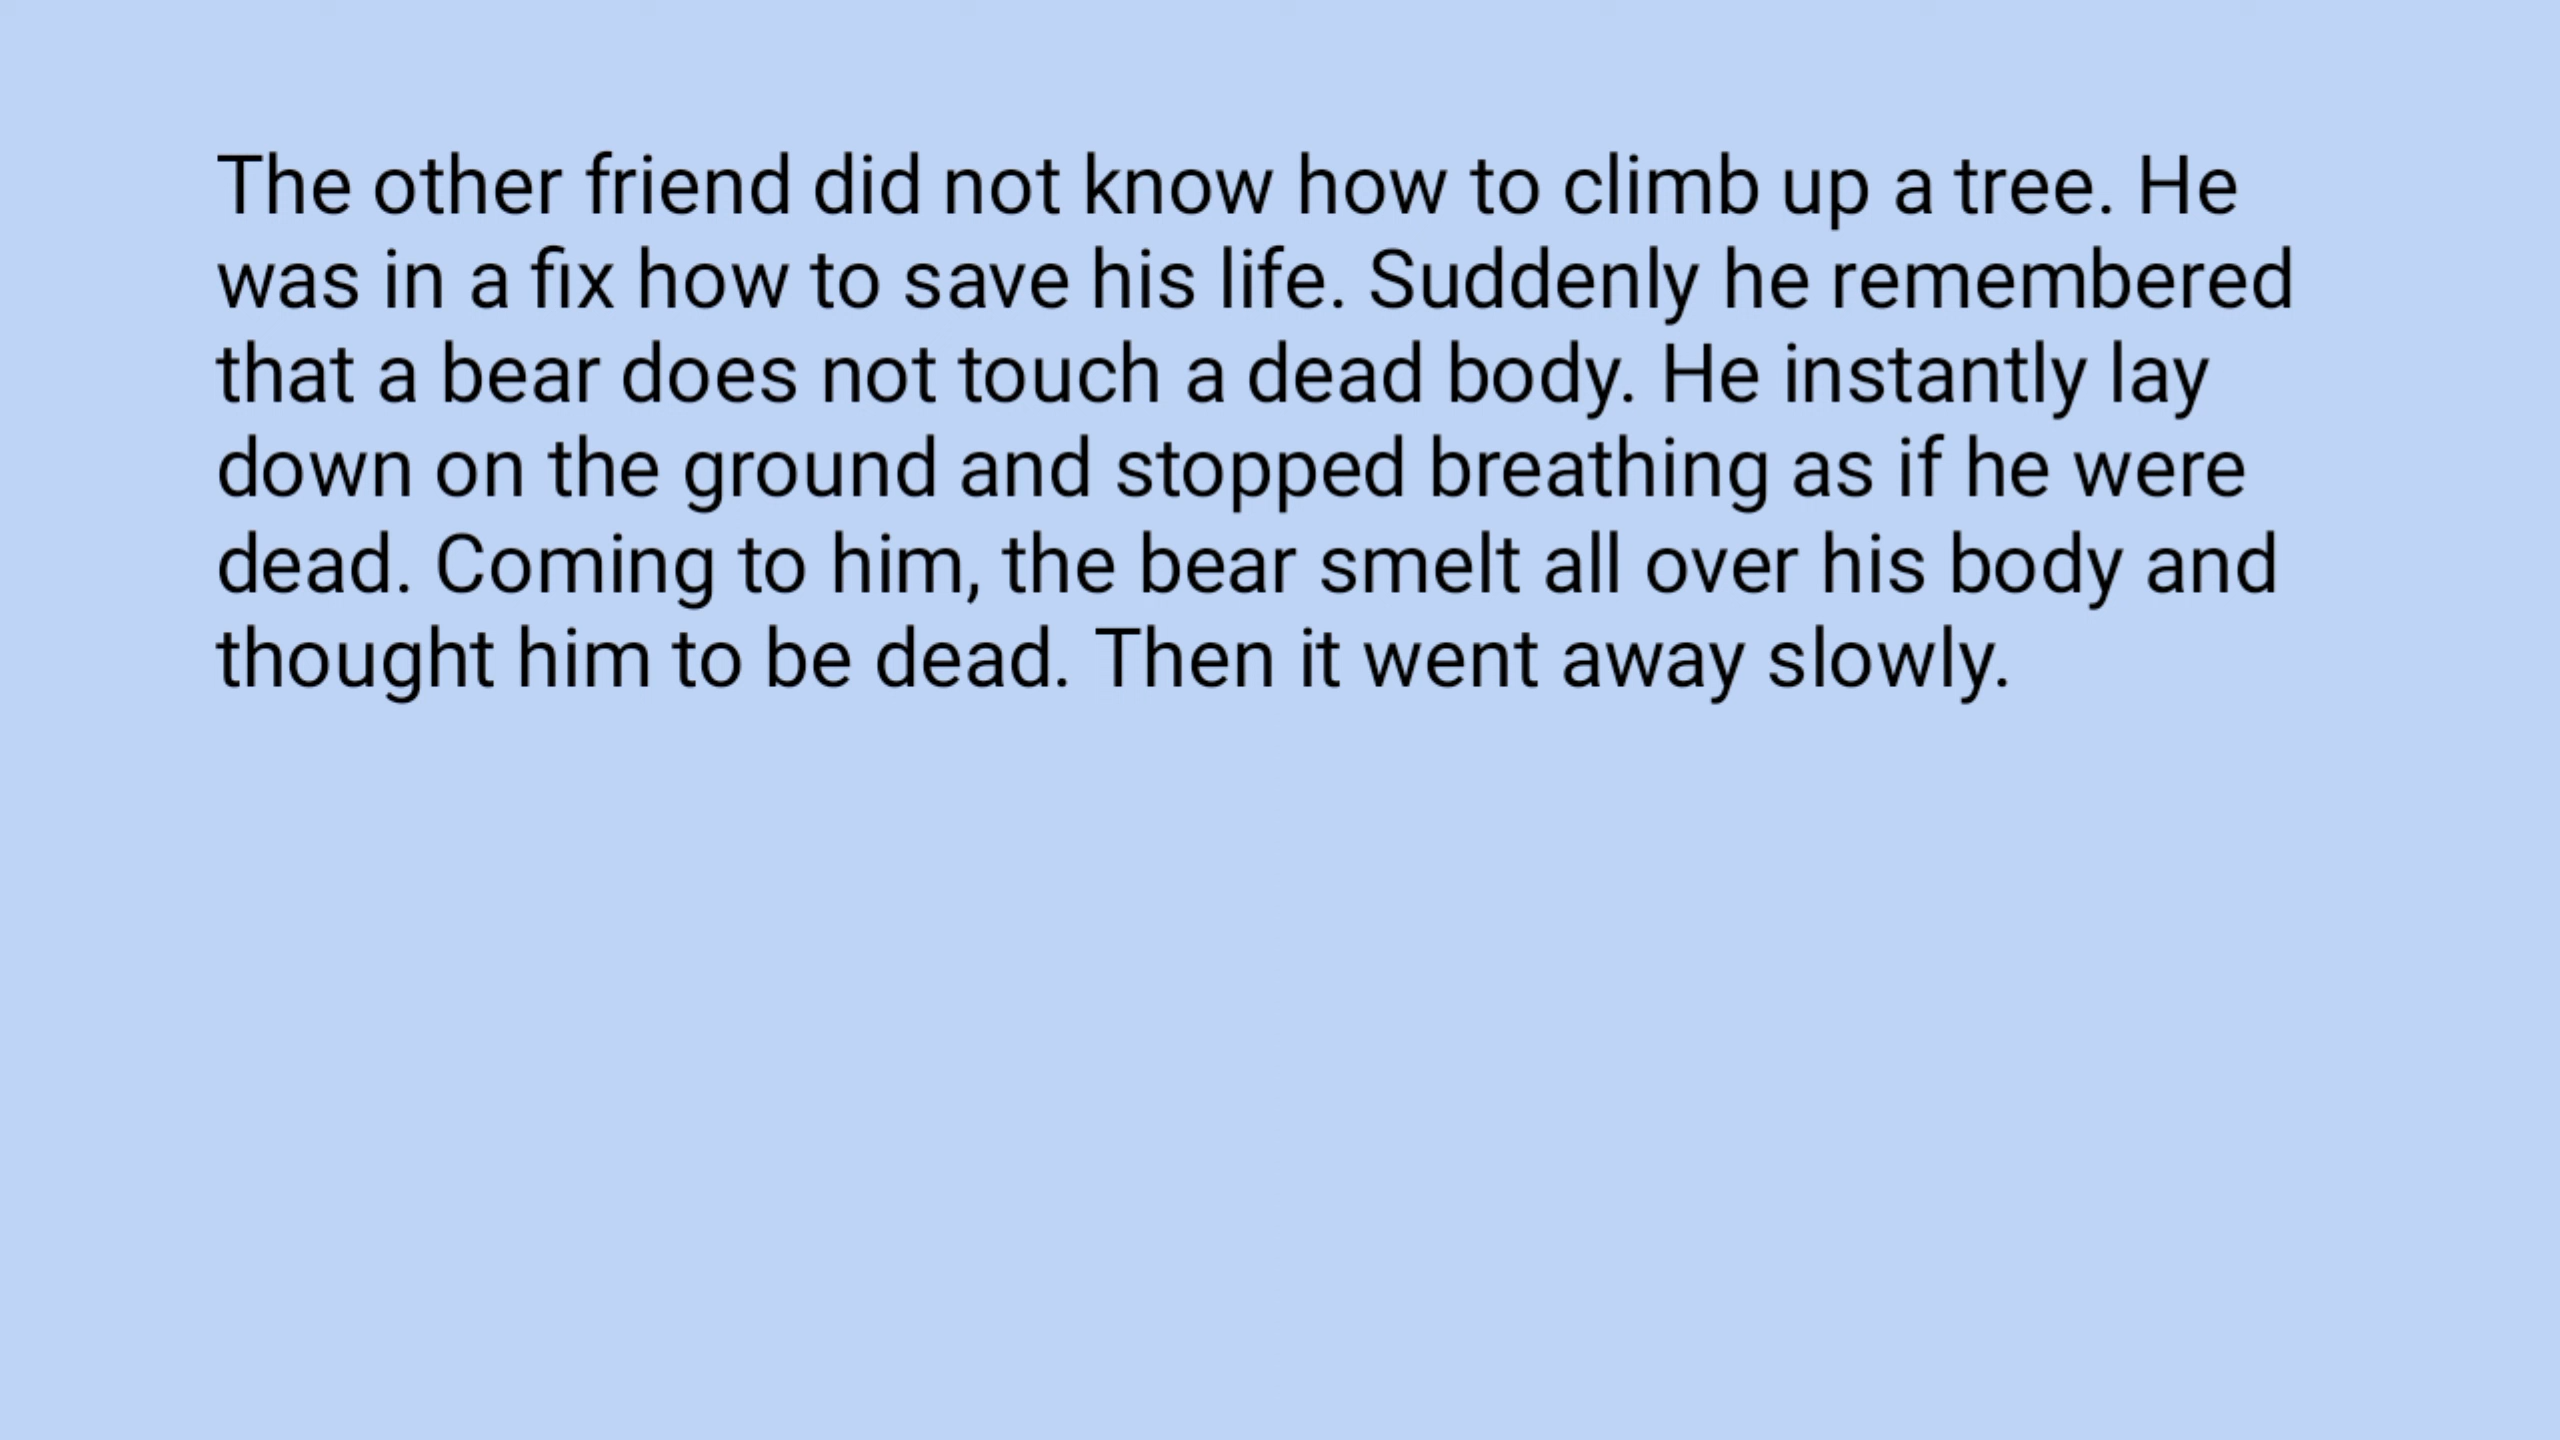 The other friend did not know how to climb up a tree. He
was in a fix how to save his life. Suddenly he remembered
that a bear does not touch a dead body. He instantly lay
down on the ground and stopped breathing as if he were
dead. Coming to him, the bear smelt all over his body and
thought him to be dead. Then it went away slowly.